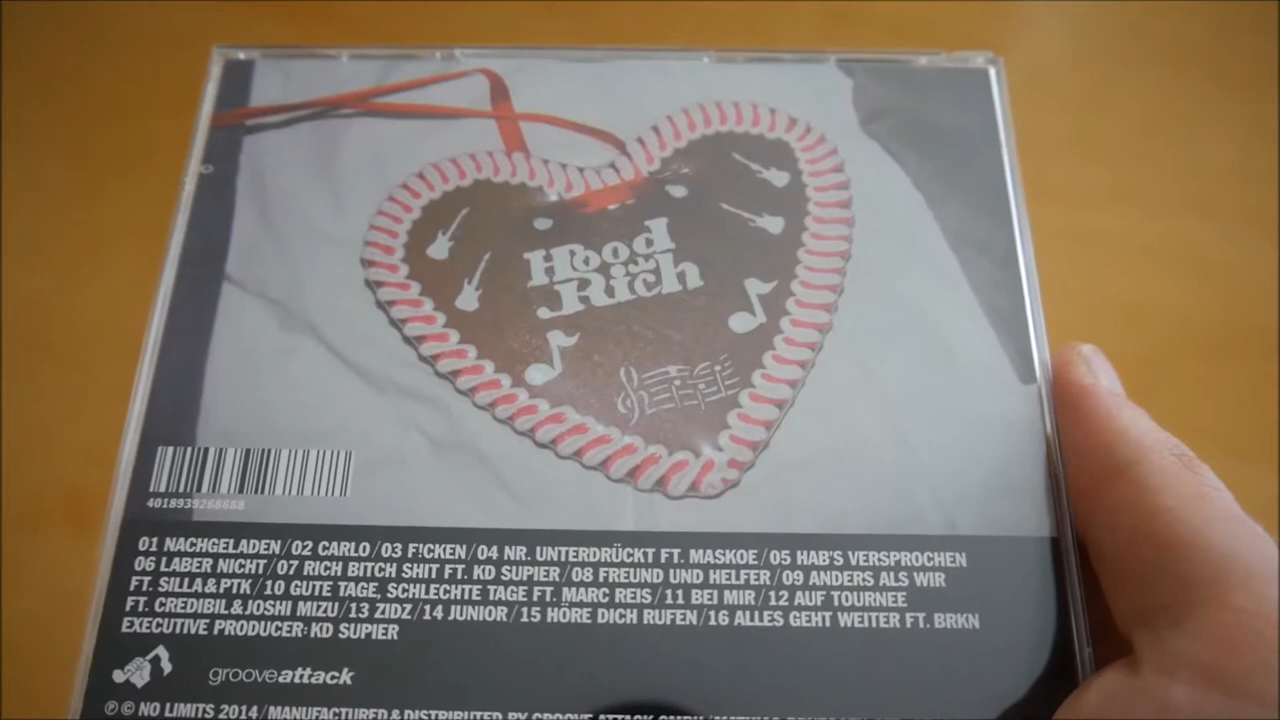 Hood
Rich
4018939268688
01 NACHGELADEN/02 CARLO/03 F!CKEN/04 NR. UNTERDRÜCKT FT. MASKOE/05 HAB'S VERSPROCHEN
06 LABER NICHT/07 RICH BITCH SHIT FT. KD SUPIER/08 FREUND UND HELFER/09 ANDERS ALS WIR
FT. SILLA&PTK/10 GUTE TAGE, SCHLECHTE TAGE FT. MARC REIS/11 BEI MIR/12 AUF TOURNEE
FT. CREDIBIL&JOSHI MIZU/13 ZIDZ/14 JUNIOR/15 HÖRE DICH RUFEN/16 ALLES GEHT WEITER FT. BRKN
EXECUTIVE PRODUCER: KD SUPIER
grooveattack
℗ © NO LIMITS 2014/MANUFACTURED & DISTRIBUTED BY GROOVE ATTACK GMBH/